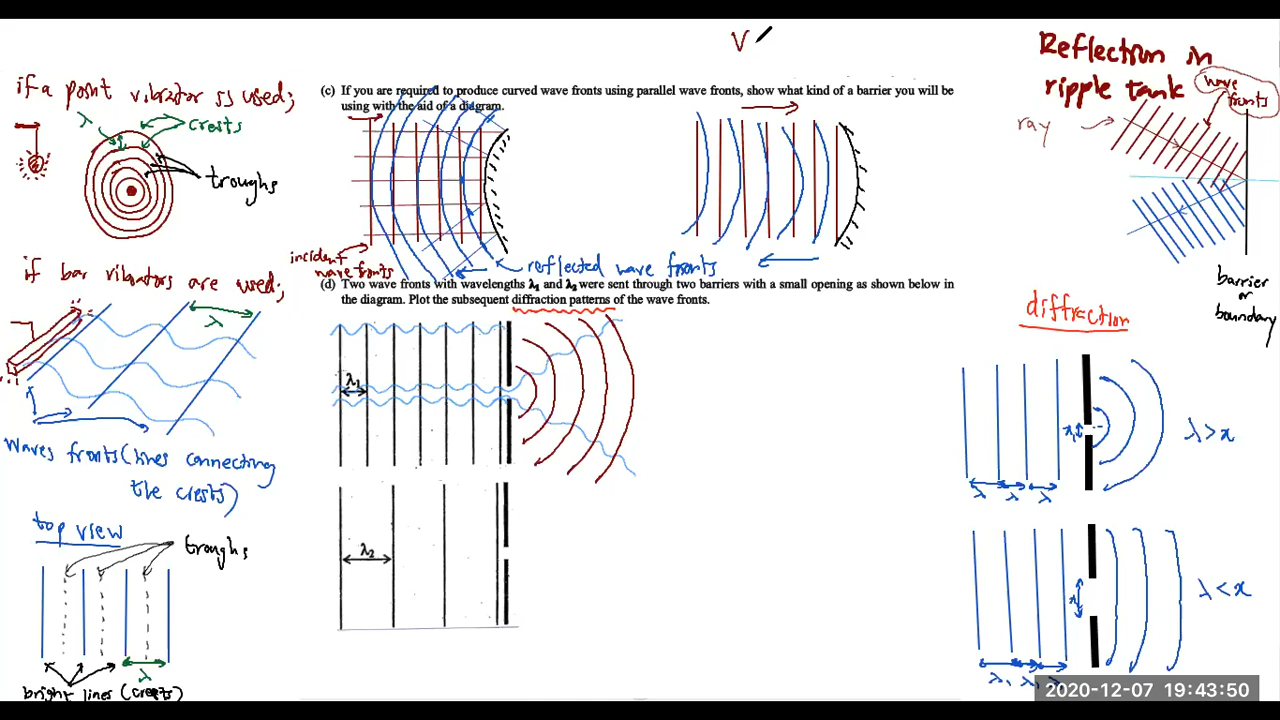 V
Reflection in
ripple tank
wave
fronts
ray
barrier
or
boundary
if a point vibrator is used;
λ
crests
troughs
if bar vibrators are used;
λ
Waves fronts (lines connecting
the crests)
top view
troughs
λ
bright lines (crests)
(c) If you are required to produce curved wave fronts using parallel wave fronts, show what kind of a barrier you will be
using with the aid of a diagram.
incident
wave fronts
reflected wave fronts
(d) Two wave fronts with wavelengths λ₁ and λ₂ were sent through two barriers with a small opening as shown below in
the diagram. Plot the subsequent diffraction patterns of the wave fronts.
λ₁
λ₂
diffraction
x
λ > x
λ λ λ
x
λ < x
λ, λ, λ
2020-12-07 19:43:50